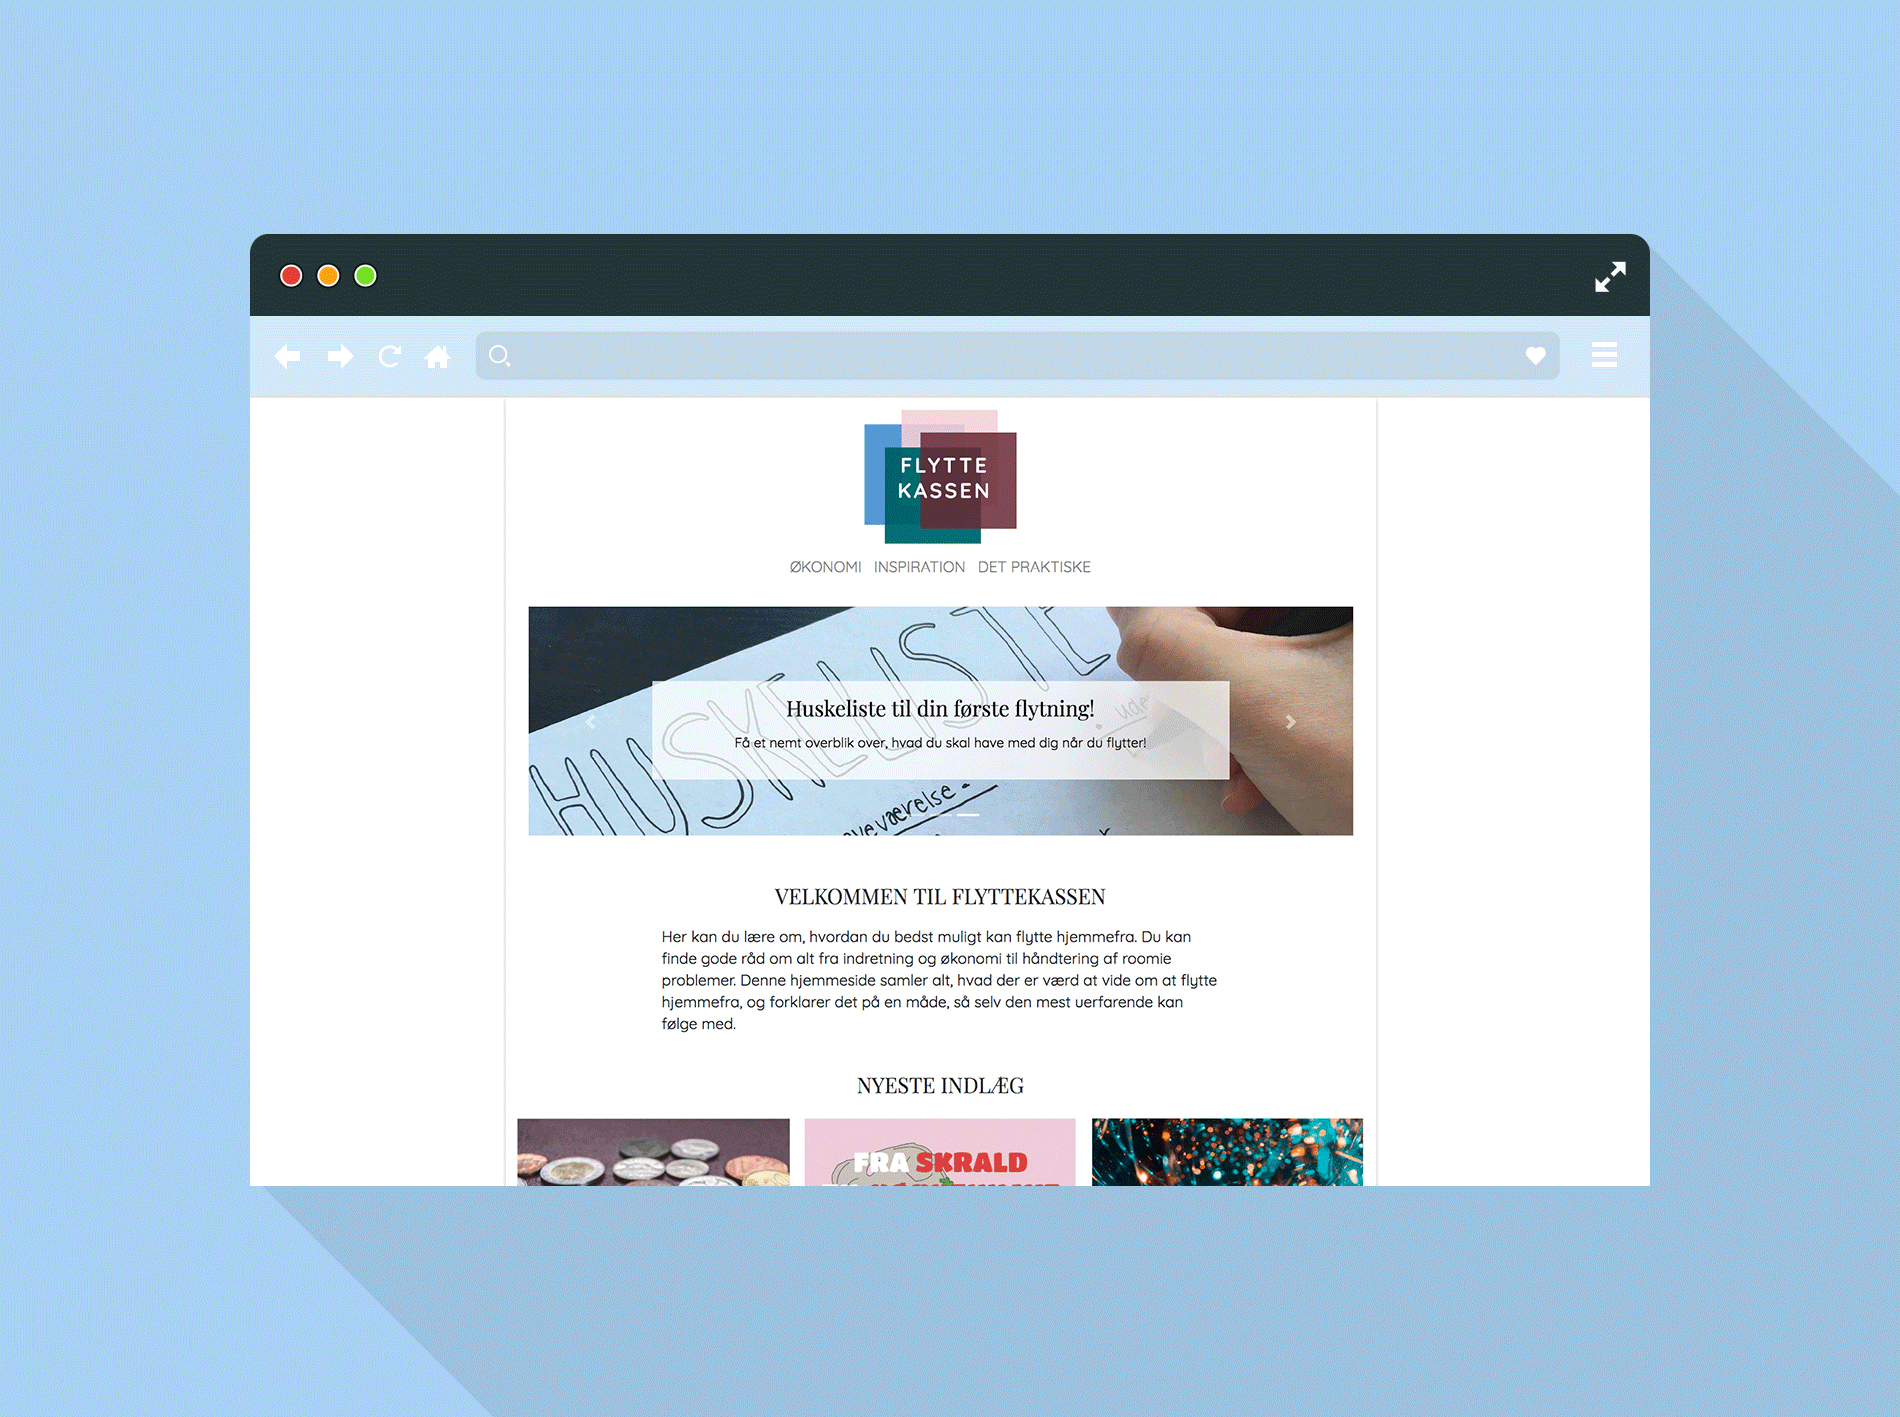 FLYTTE
KASSEN
ØKONOMI INSPIRATION DET PRAKTISKE
HUSKELISTE
Huskeliste til din første flytning!
Få et nemt overblik over, hvad du skal have med dig når du flytter!
VELKOMMEN TIL FLYTTEKASSEN
Her kan du lære om, hvordan du bedst muligt kan flytte hjemmefra. Du kan
finde gode råd om alt fra indretning og økonomi til håndtering af roomie
problemer. Denne hjemmeside samler alt, hvad der er værd at vide om at flytte
hjemmefra, og forklarer det på en måde, så selv den mest uerfarende kan
følge med.
NYESTE INDLÆG
FRA SKRALD